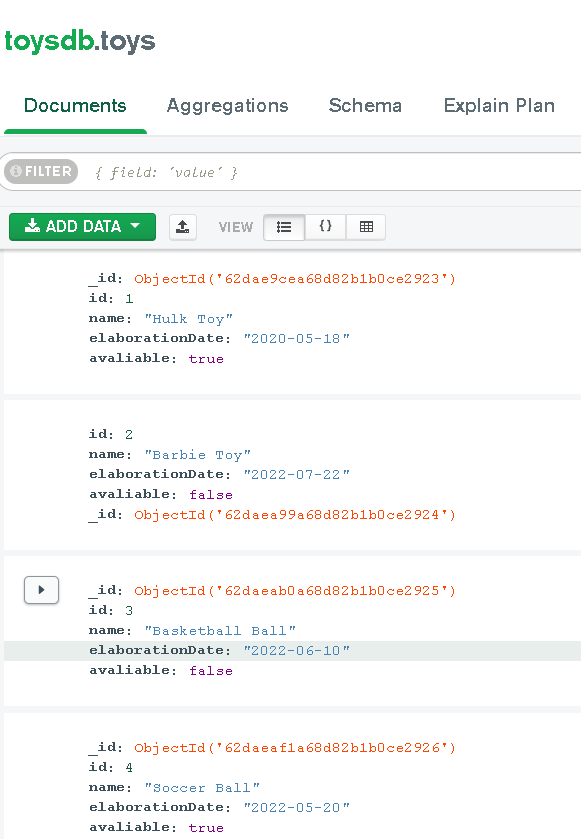 toysdb.toys
Documents Aggregations Schema Explain Plan
FILTER { field: 'value' }
ADD DATA VIEW {}
_id: ObjectId('62dae9cea68d82b1b0ce2923')
id: 1
name: "Hulk Toy"
elaborationDate: "2020-05-18"
avaliable: true
id: 2
name: "Barbie Toy"
elaborationDate: "2022-07-22"
avaliable: false
_id: ObjectId('62daea99a68d82b1b0ce2924')
_id: ObjectId('62daeab0a68d82b1b0ce2925')
id: 3
name: "Basketball Ball"
elaborationDate: "2022-06-10"
avaliable: false
_id: ObjectId('62daeaf1a68d82b1b0ce2926')
id: 4
name: "Soccer Ball"
elaborationDate: "2022-05-20"
avaliable: true